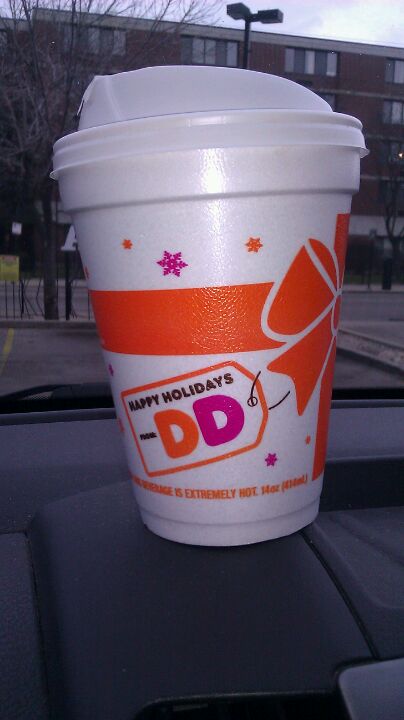 HAPPY HOLIDAYS
FROM:
DD
BEVERAGE IS EXTREMELY HOT. 14oz (414mL)